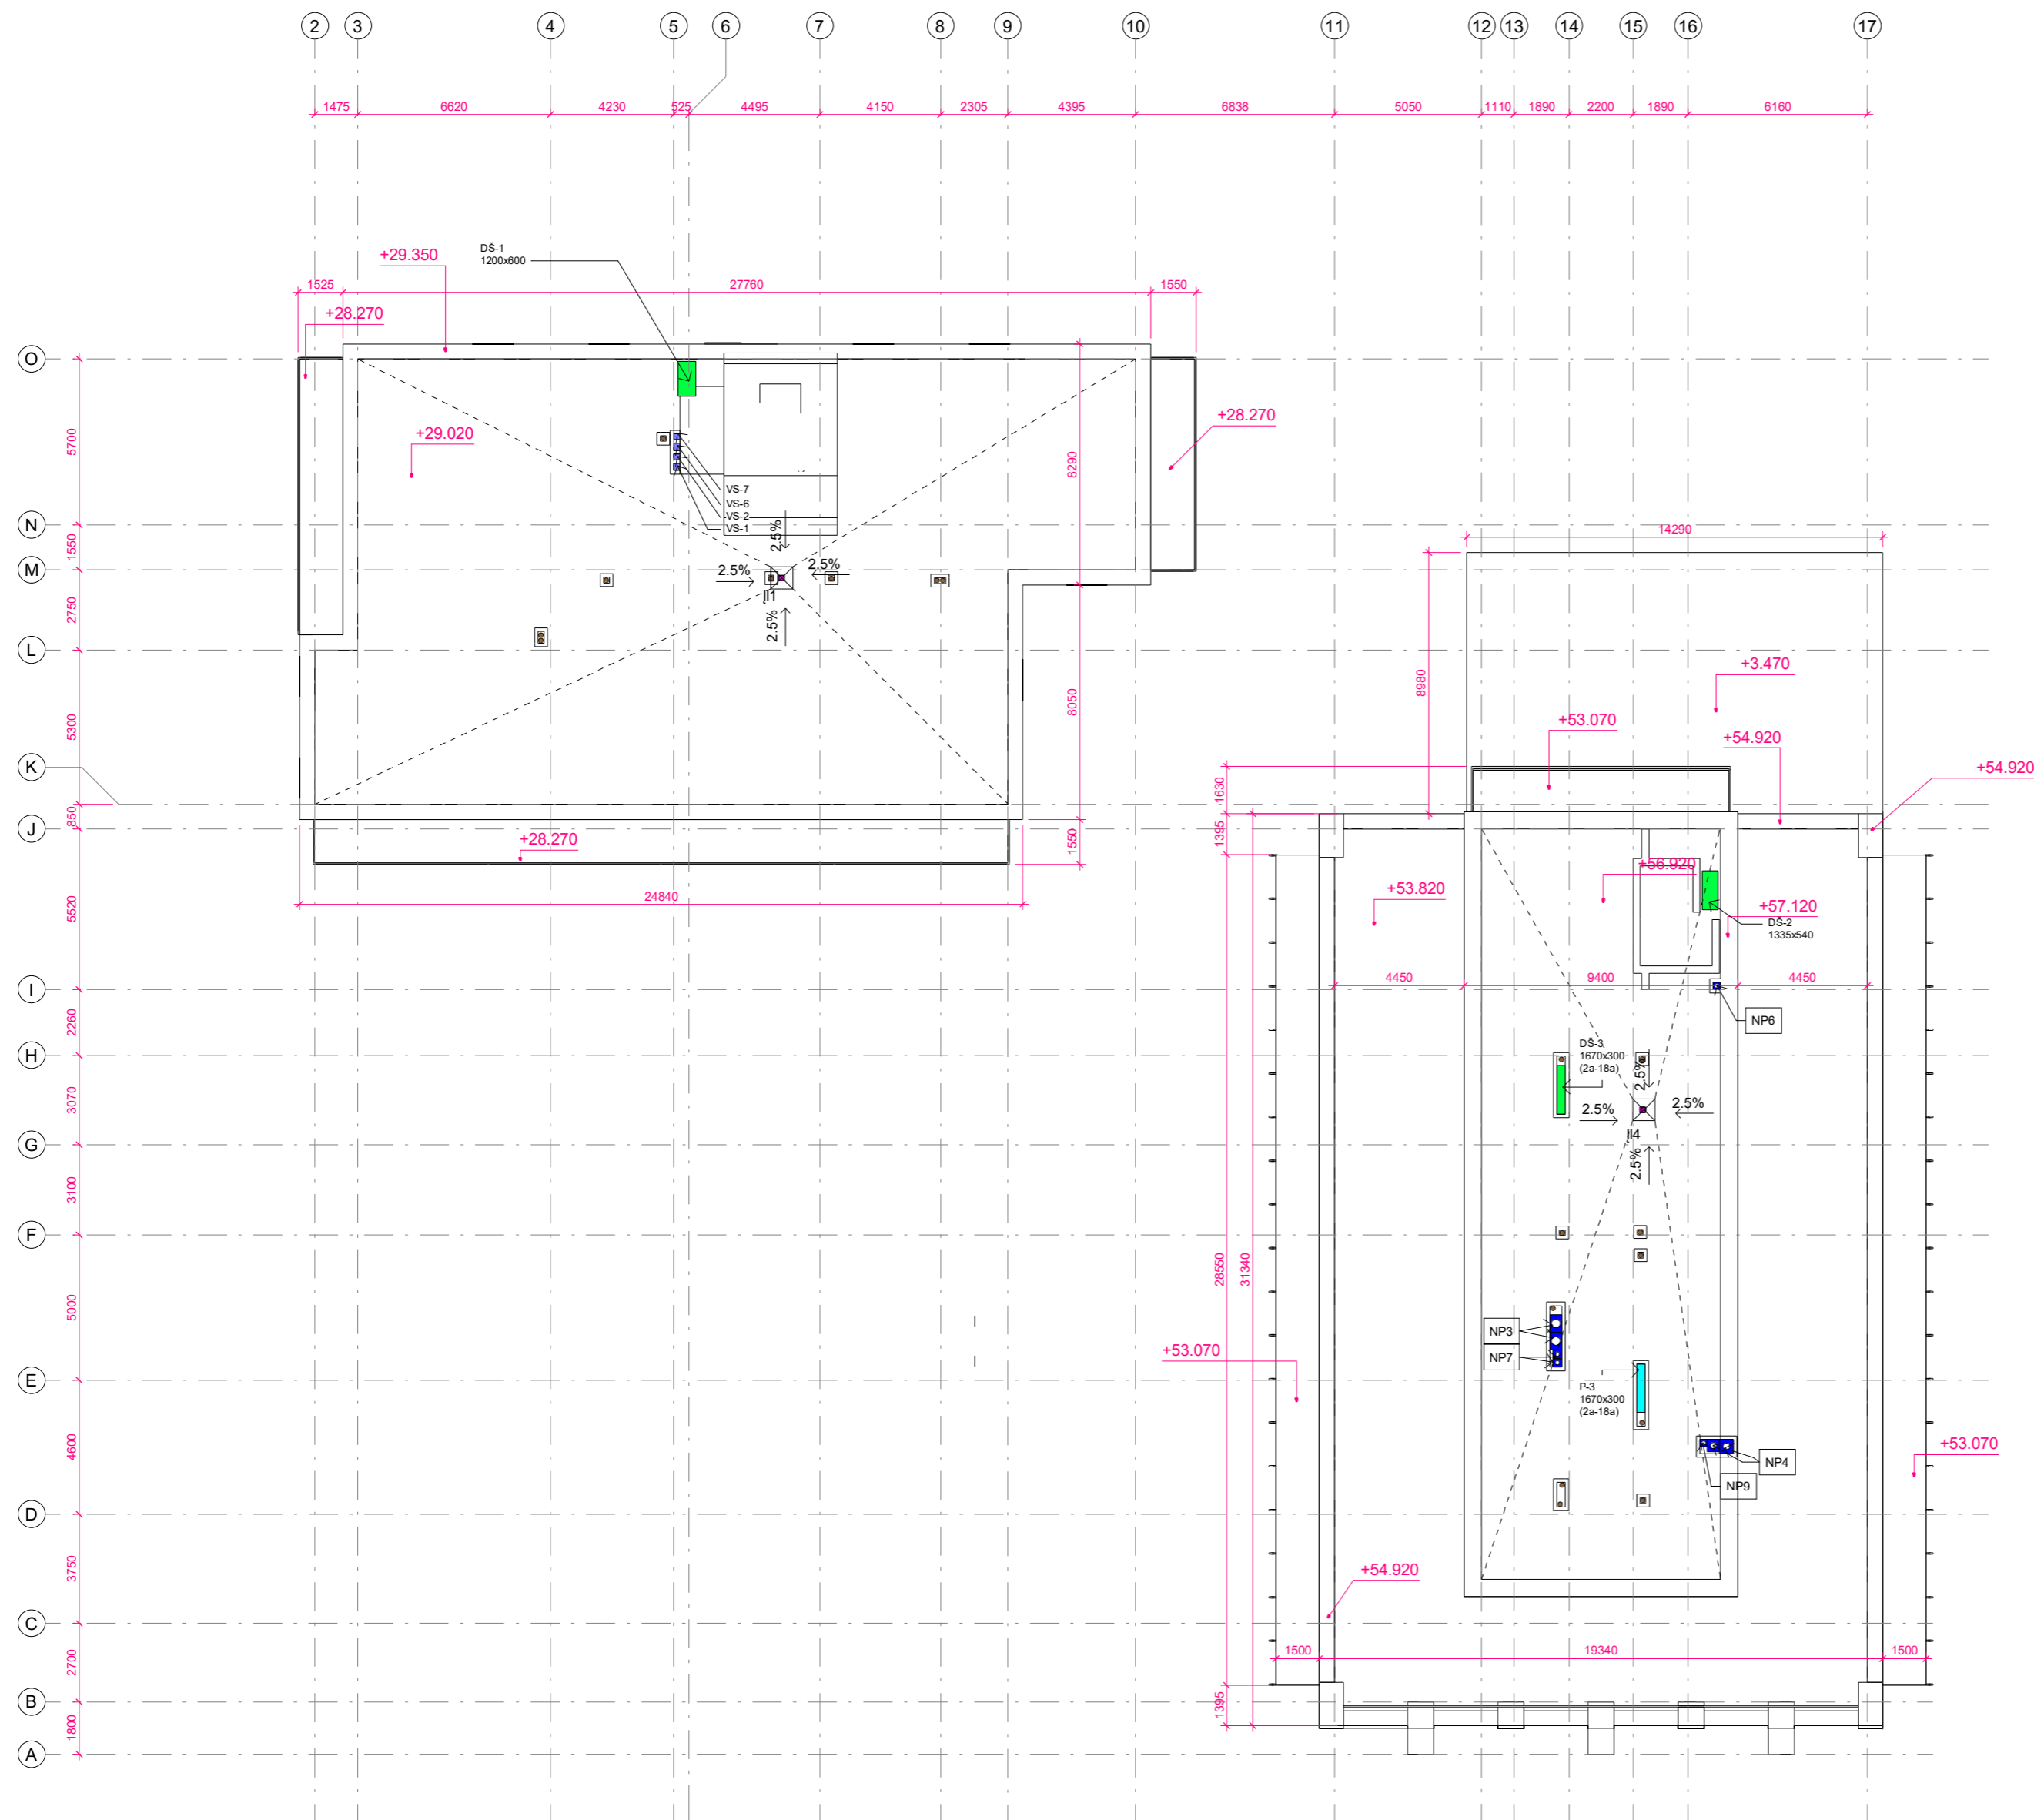 2 3 4 5 6 7 8 9 10 11 12 13 14 15 16 17
1475 6620 4230 525 4495 4150 2305 4395 6838 5050 1110 1890 2200 1890 6160
DŠ-1
1200x600
+29.350
1525 27760 1550
+28.270
O
+28.270
+29.020
5700
8290
VS-7
VS-6
VS-2
VS-1
N
14290
1550
2.5%
M
2.5% 2.5%
JI1
2750
2.5%
L
8980
+3.470
5300
8050
+53.070
+54.920
K
+54.920
1630
850
J
1395
1550
+28.270
+56.920
+53.820
24840
5520
+57.120
DŠ-2
1335x540
4450 9400 4450
I
2260
NP6
H
DŠ-3
1670x300
(2a-18a)
3070
2.5%
2.5% 2.5%
JI4
G
2.5%
3100
F
28550
31340
5000
NP3
NP7
+53.070
E
P-3
1670x300
(2a-18a)
4600
+53.070
NP4
NP9
D
3750
+54.920
C
2700
1500 19340 1500
B
1395
1800
A